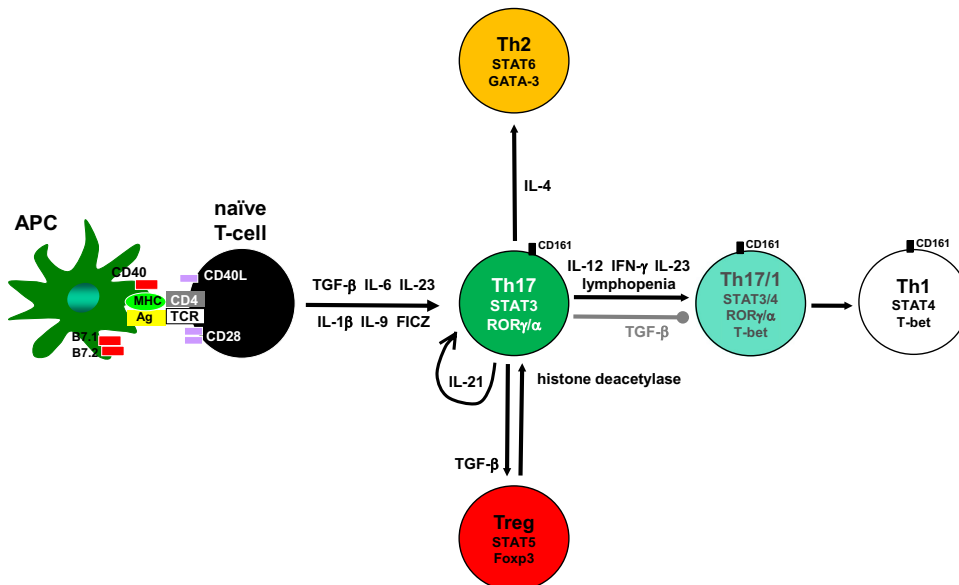 Th2
STAT6
GATA-3
IL-4
naïve
T-cell
APC
CD40
CD40L
MHC
CD4
Ag
TCR
B7.1
B7.2
CD28
TGF-β IL-6 IL-23
IL-1β IL-9 FICZ
CD161
Th17
STAT3
RORγ/α
IL-21
IL-12 IFN-γ IL-23
lymphopenia
TGF-β
CD161
Th17/1
STAT3/4
RORγ/α
T-bet
CD161
Th1
STAT4
T-bet
histone deacetylase
TGF-β
Treg
STAT5
Foxp3